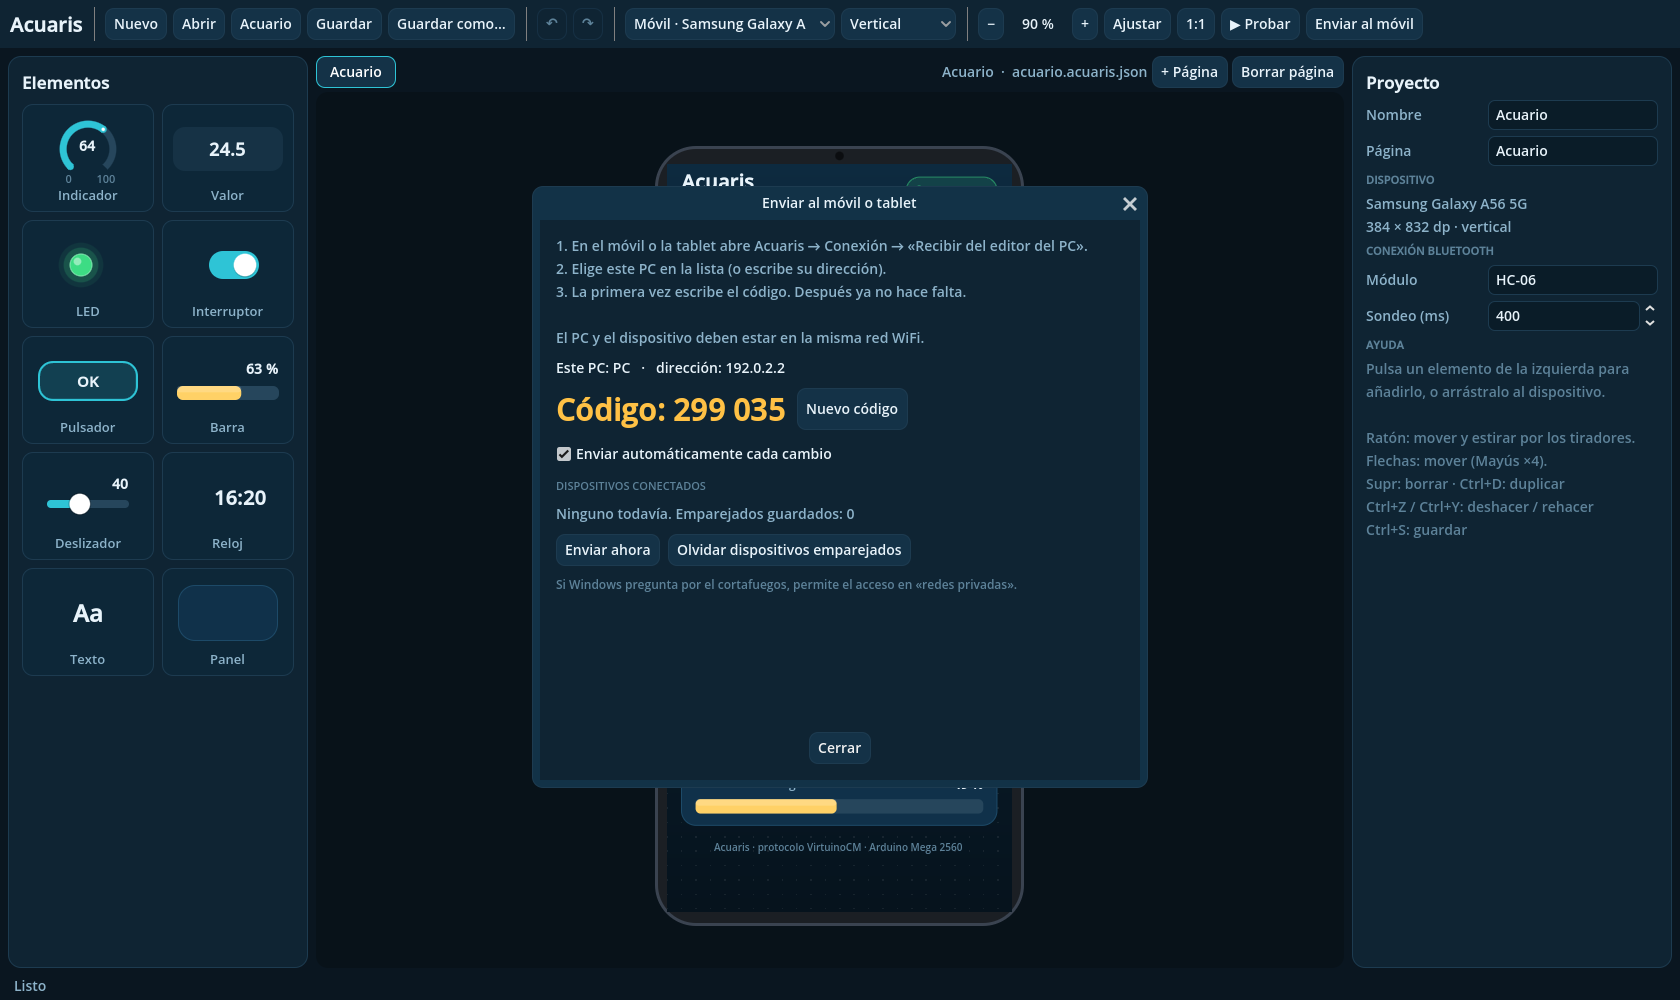 Acuaris
Nuevo
Abrir
Acuario
Guardar
Guardar como...
Móvil · Samsung Galaxy A
Vertical
−
90 %
+
Ajustar
1:1
▶ Probar
Enviar al móvil
Elementos
64
0
100
Indicador
24.5
Valor
LED
Interruptor
OK
Pulsador
63 %
Barra
40
Deslizador
16:20
Reloj
Aa
Texto
Panel
Acuario
Acuario · acuario.acuaris.json
+ Página
Borrar página
Acuaris
Enviar al móvil o tablet
1. En el móvil o la tablet abre Acuaris → Conexión → «Recibir del editor del PC».
2. Elige este PC en la lista (o escribe su dirección).
3. La primera vez escribe el código. Después ya no hace falta.
El PC y el dispositivo deben estar en la misma red WiFi.
Este PC: PC · dirección: 192.0.2.2
Código: 299 035
Nuevo código
Enviar automáticamente cada cambio
DISPOSITIVOS CONECTADOS
Ninguno todavía. Emparejados guardados: 0
Enviar ahora
Olvidar dispositivos emparejados
Si Windows pregunta por el cortafuegos, permite el acceso en «redes privadas».
Cerrar
Acuaris · protocolo VirtuinoCM · Arduino Mega 2560
Proyecto
Nombre
Acuario
Página
Acuario
DISPOSITIVO
Samsung Galaxy A56 5G
384 × 832 dp · vertical
CONEXIÓN BLUETOOTH
Módulo
HC-06
Sondeo (ms)
400
AYUDA
Pulsa un elemento de la izquierda para
añadirlo, o arrástralo al dispositivo.
Ratón: mover y estirar por los tiradores.
Flechas: mover (Mayús ×4).
Supr: borrar · Ctrl+D: duplicar
Ctrl+Z / Ctrl+Y: deshacer / rehacer
Ctrl+S: guardar
Listo